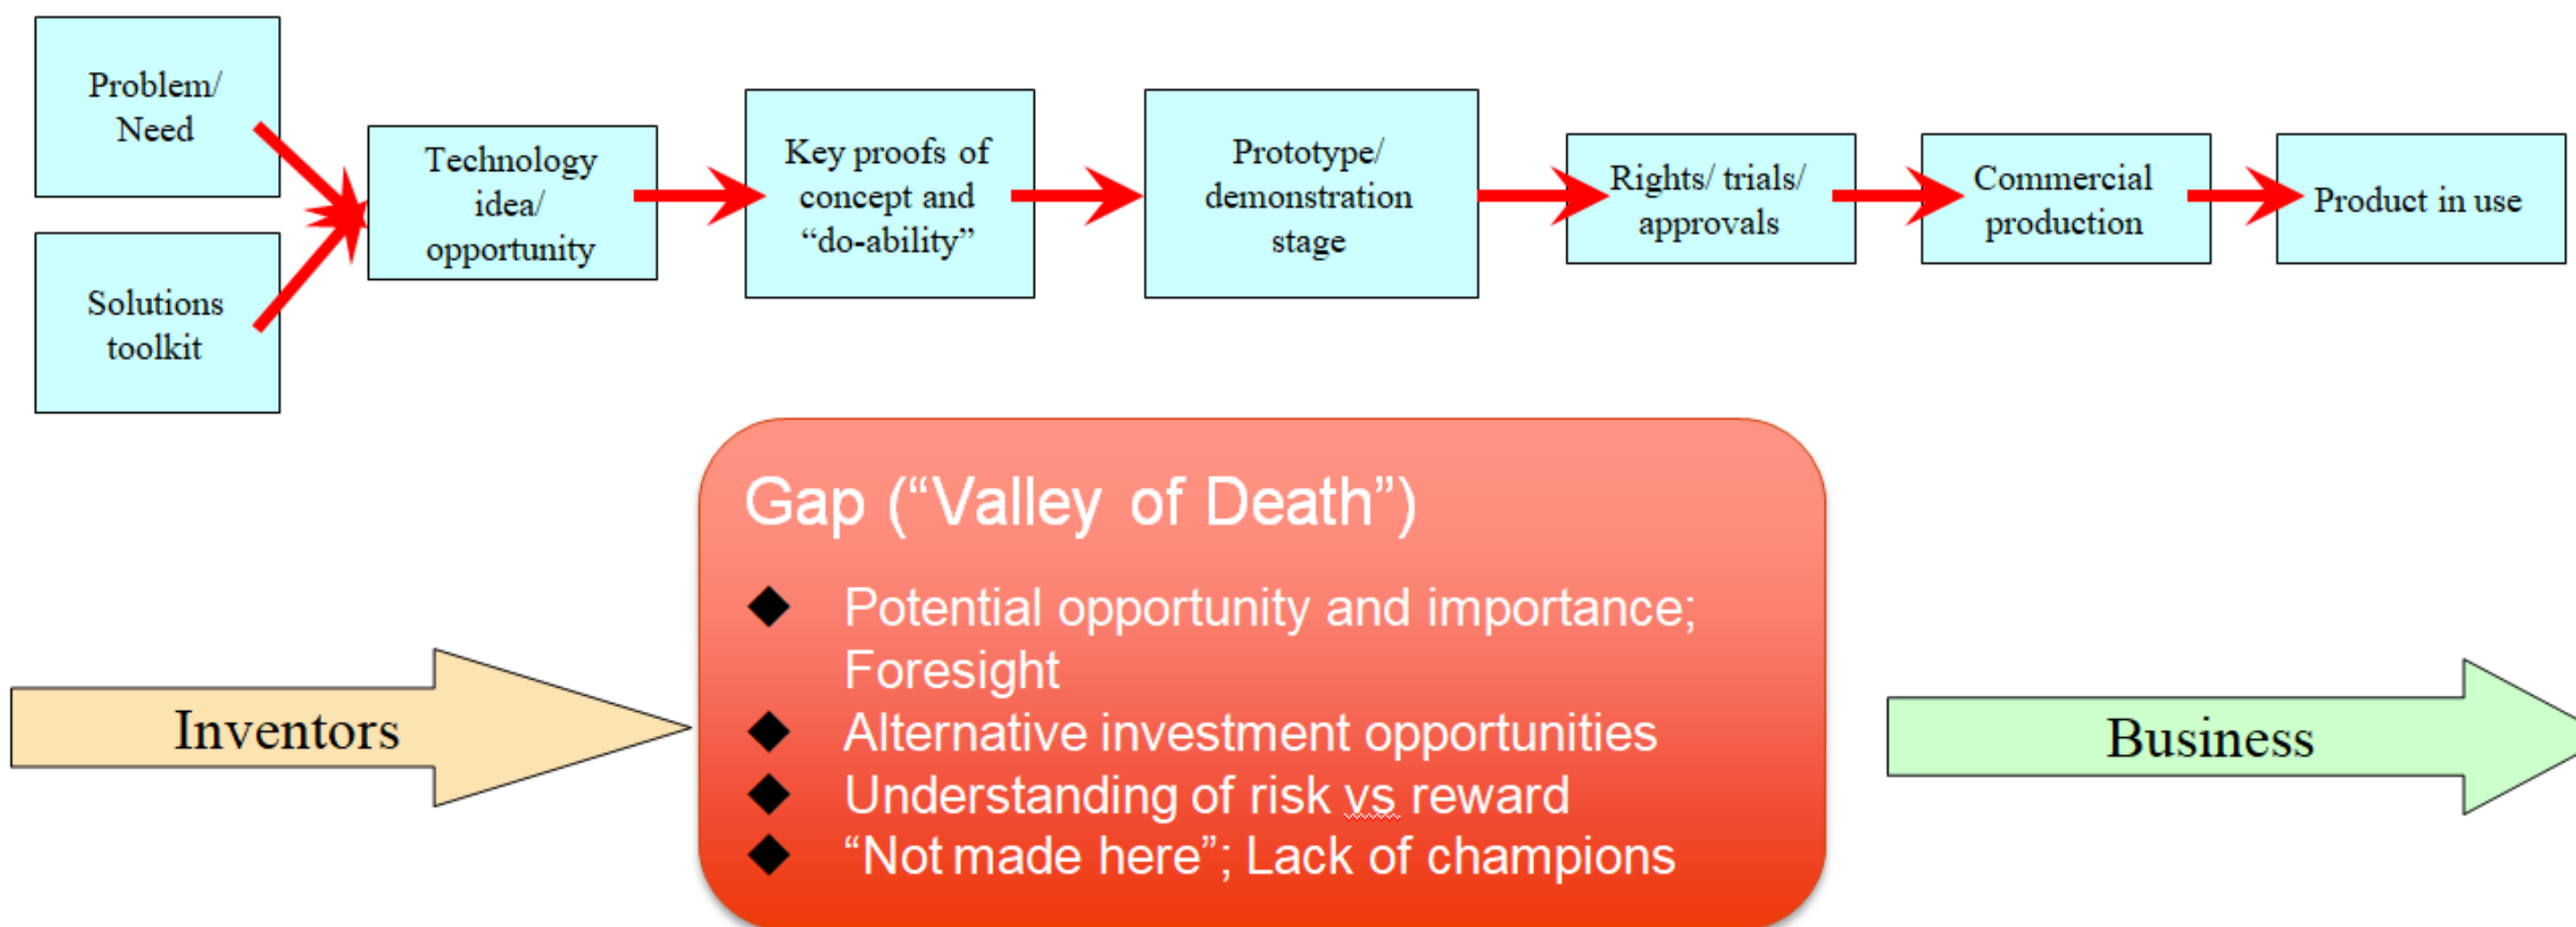 Problem/
Need
Solutions
toolkit
Technology
idea/
opportunity
Key proofs of
concept and
“do-ability”
Prototype/
demonstration
stage
Rights/ trials/
approvals
Commercial
production
Product in use
Inventors
Gap (“Valley of Death”)
Potential opportunity and importance;
Foresight
Alternative investment opportunities
Understanding of risk vs reward
“Not made here”; Lack of champions
Business